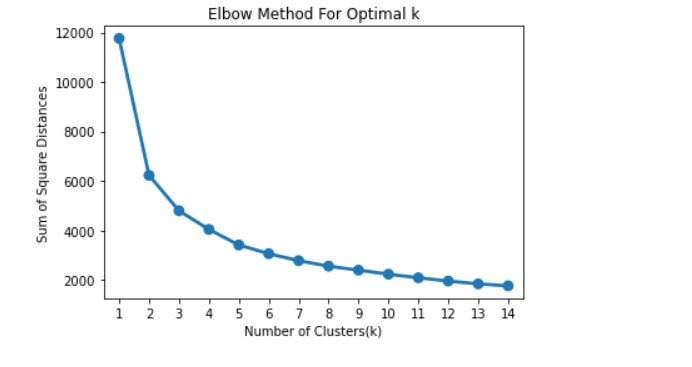 Elbow Method For Optimal k
12000
10000
8000
6000
4000
2000
Sum of Square Distances
1 2 3 4 5 6 7 8 9 10 11 12 13 14
Number of Clusters(k)